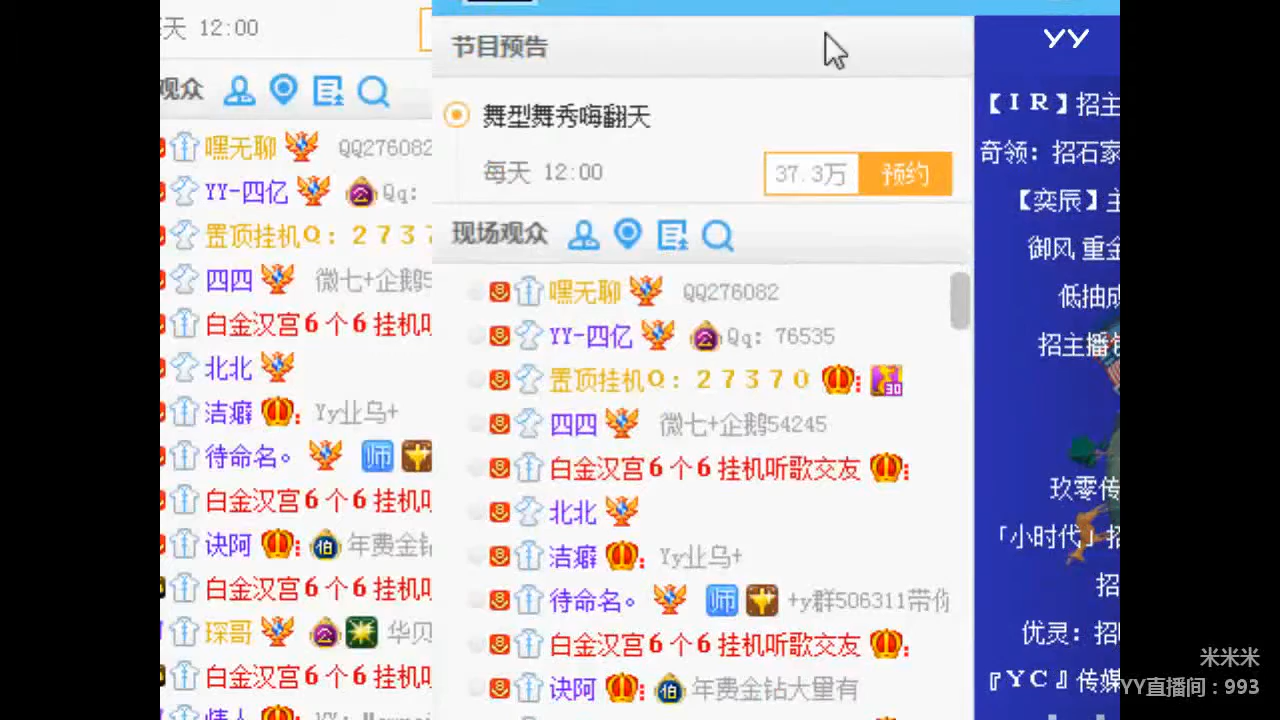 天 12:00
观众
嘿无聊 QQ276082
YY-四亿 公 Qq:
置顶挂机Q：2737
四四 微七+企鹅5
白金汉宫6个6挂机听
北北
洁癖 : Yy业乌+
待命名。 师
白金汉宫6个6挂机听
诀阿 : 伯 年费金钻
白金汉宫6个6挂机
琛哥 公 华贝
白金汉宫6个6挂机
节目预告
舞型舞秀嗨翻天
每天 12:00 37.3万 预约
现场观众
嘿无聊 QQ276082
YY-四亿 公 Qq: 76535
置顶挂机Q：27370 : 30
四四 微七+企鹅54245
白金汉宫6个6挂机听歌交友 :
北北
洁癖 : Yy业乌+
待命名。 师 +y群506311带你
白金汉宫6个6挂机听歌交友 :
诀阿 : 伯 年费金钻大量有
YY
【IR】招主
奇领：招石家
【奕辰】主
御风 重金
低抽成
招主播
玖零传
「小时代」招
招
优灵：招
『YC』传媒
米米米
YY直播间：993